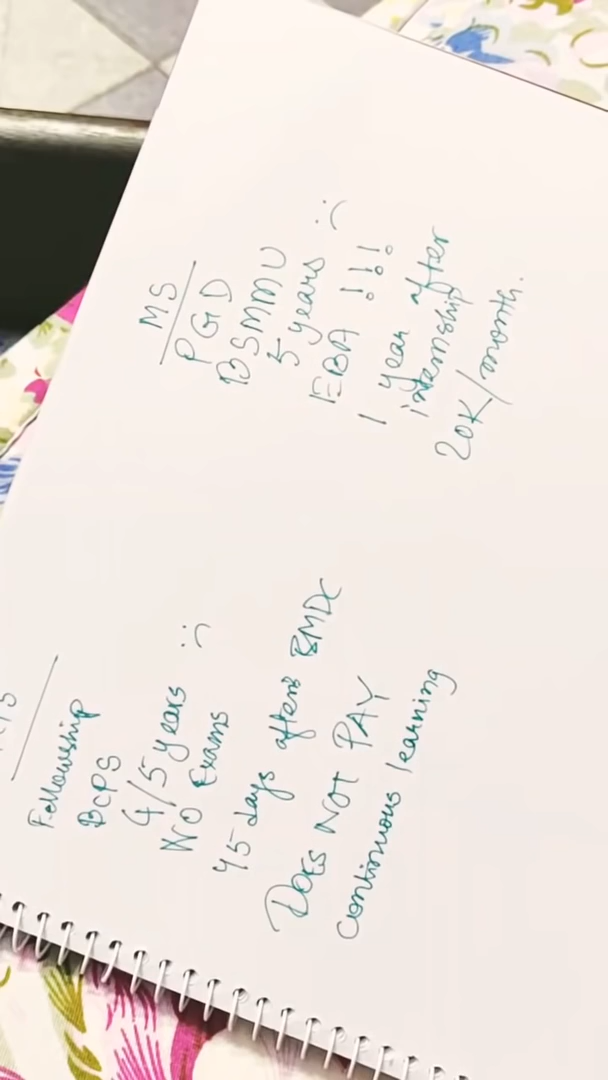 Fellowship
BCPS
4/5 years :(
No Exams
45 days after BMDC
Does NOT PAY
continuous learning
MS
PGD
BSMMU
5 years :(
EBA !!!
1 year after
internship
20K/month.